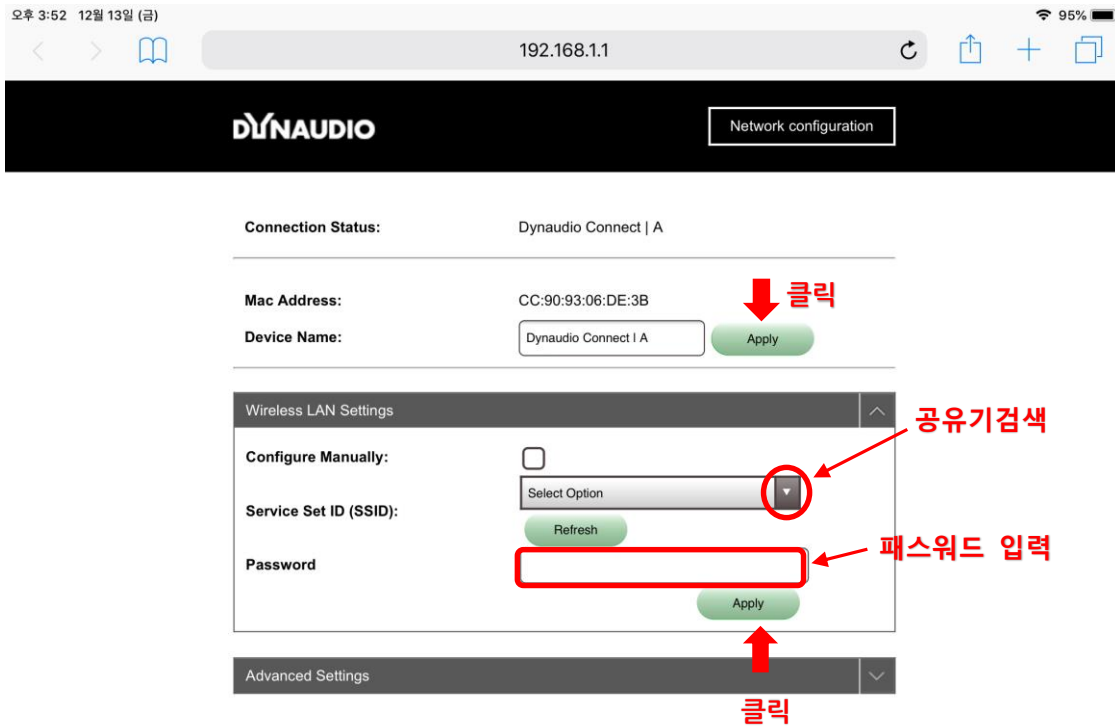 오후 3:52 12월 13일 (금) 95%
192.168.1.1
DYNAUDIO Network configuration
Connection Status: Dynaudio Connect | A
Mac Address: CC:90:93:06:DE:3B 클릭
Device Name: Dynaudio Connect l A Apply
Wireless LAN Settings
공유기검색
Configure Manually:
Select Option
Service Set ID (SSID):
Refresh
패스워드 입력
Password
Apply
Advanced Settings
클릭